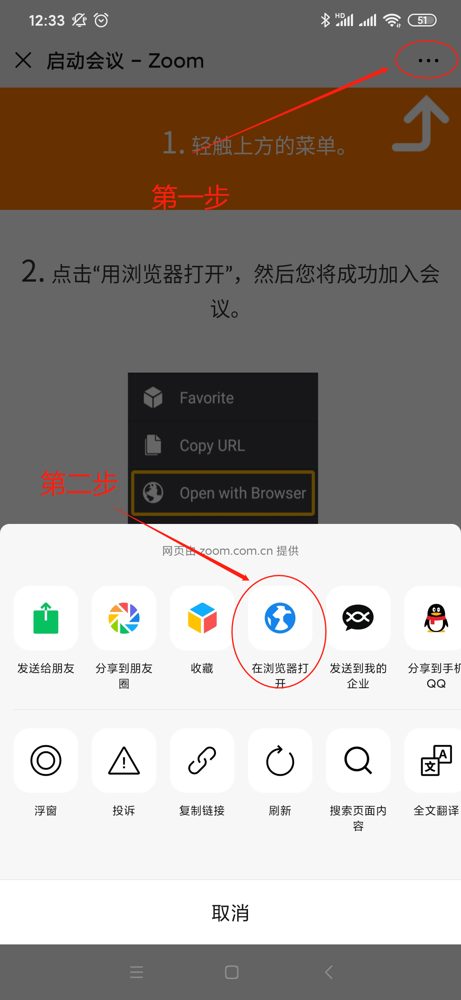 12:33
HD
51
启动会议 – Zoom
1. 轻触上方的菜单。
第一步
2. 点击“用浏览器打开”，然后您将成功加入会
议。
Favorite
Copy URL
第二步
Open with Browser
网页由 zoom.com.cn 提供
发送给朋友
分享到朋友
圈
收藏
在浏览器打
开
发送到我的
企业
分享到手机
QQ
浮窗
投诉
复制链接
刷新
搜索页面内
容
A
文
全文翻译
取消